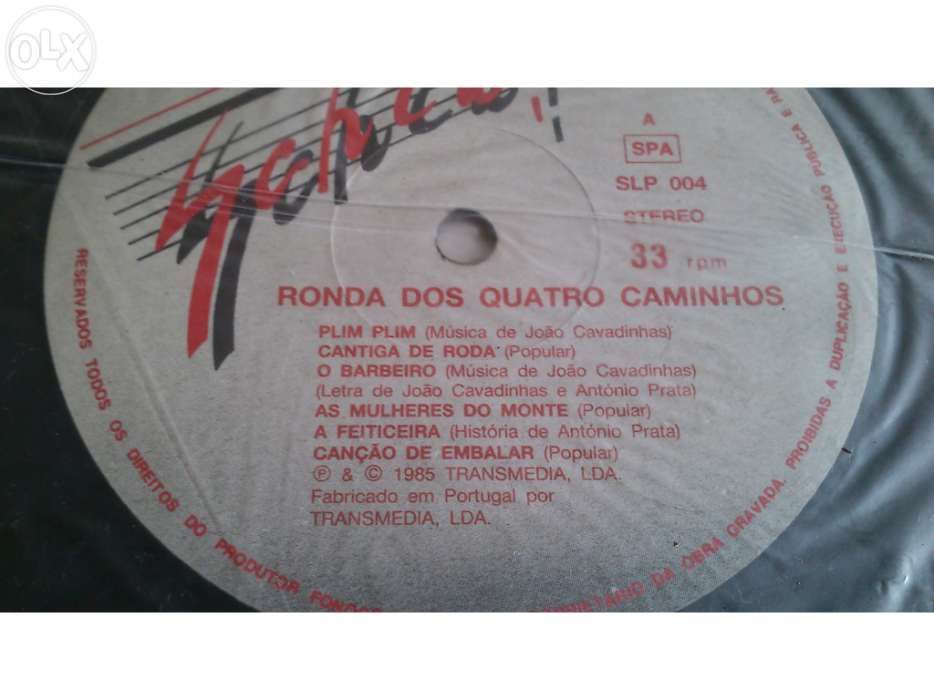 OLX
A
SPA
SLP 004
STEREO
33 rpm
RONDA DOS QUATRO CAMINHOS
PLIM PLIM (Música de João Cavadinhas)
CANTIGA DE RODA (Popular)
O BARBEIRO (Música de João Cavadinhas)
(Letra de João Cavadinhas e António Prata)
AS MULHERES DO MONTE (Popular)
A FEITICEIRA (História de António Prata)
CANÇÃO DE EMBALAR (Popular)
℗ & © 1985 TRANSMEDIA, LDA.
Fabricado em Portugal por
TRANSMEDIA, LDA.
RESERVADOS TODOS OS DIREITOS DO PRODUTOR
DA OBRA GRAVADA. PROIBIDAS A DUPLICAÇÃO E EXECUÇÃO PÚBLICA E